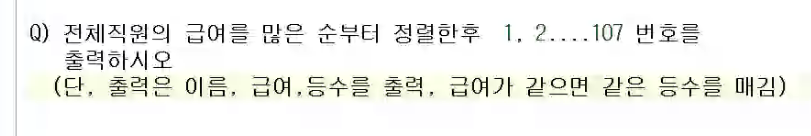 Q) 전체직원의 급여를 많은 순부터 정렬한후 1, 2....107 번호를
출력하시오
(단, 출력은 이름, 급여,등수를 출력, 급여가 같으면 같은 등수를 매김)